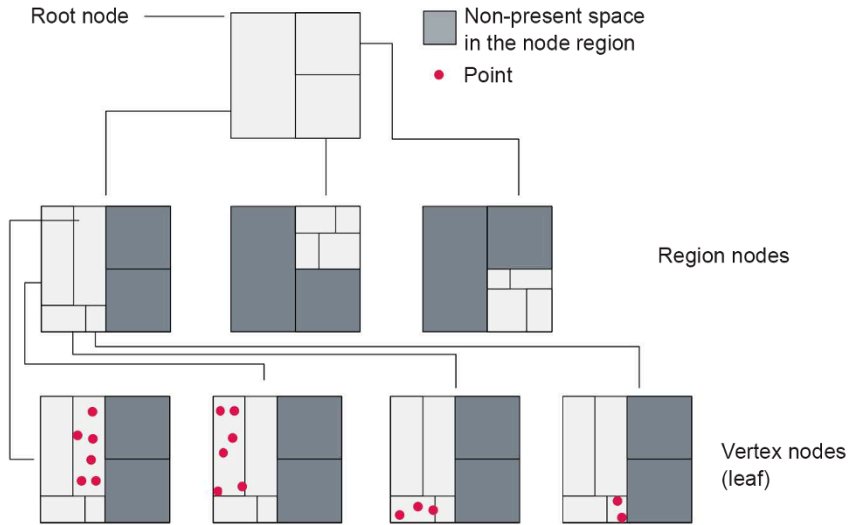 Root node
Non-present space
in the node region
Point
Region nodes
Vertex nodes
(leaf)